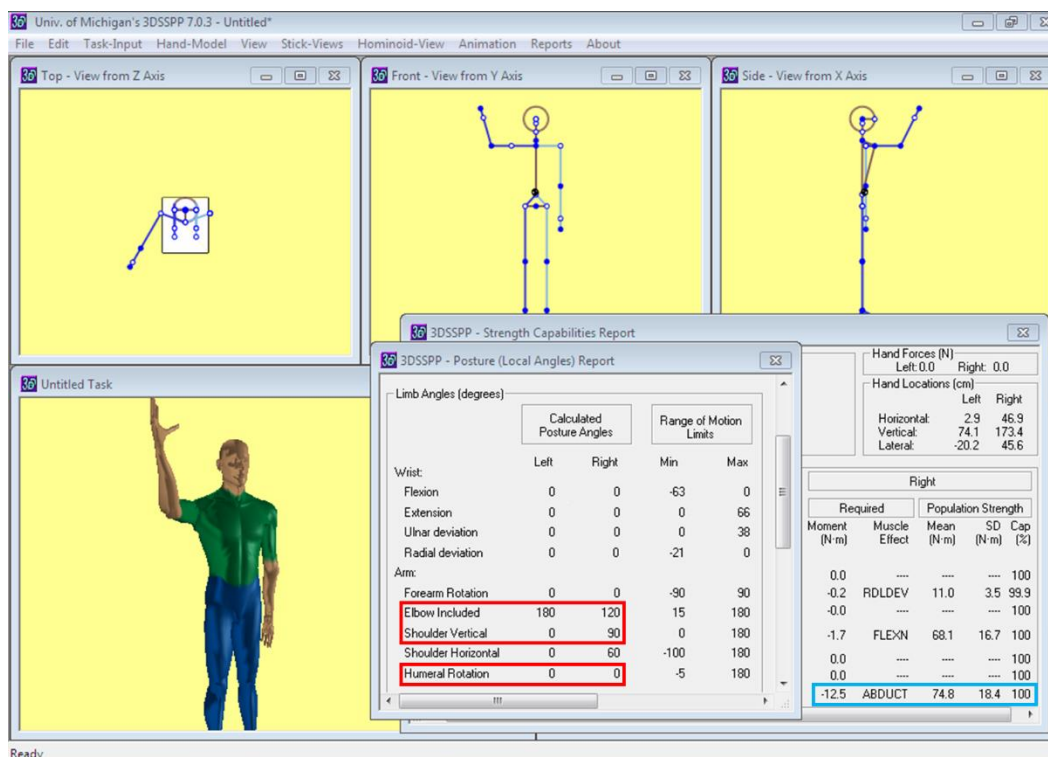 Univ. of Michigan's 3DSSPP 7.0.3 - Untitled*
File Edit Task-Input Hand-Model View Stick-Views Hominoid-View Animation Reports About
Top - View from Z Axis
Front - View from Y Axis
Side - View from X Axis
3DSSPP - Strength Capabilities Report
Hand Forces (N)
Left: 0.0 Right: 0.0
Hand Locations (cm)
Left Right
Horizontal: 2.9 46.9
Vertical: 74.1 173.4
Lateral: -20.2 45.6
Right
Required Population Strength
Moment Muscle Mean SD Cap
(N·m) Effect (N·m) (N·m) (%)
0.0 ---- ---- ---- 100
-0.2 RDLDEV 11.0 3.5 99.9
-0.0 ---- ---- ---- 100
-1.7 FLEXN 68.1 16.7 100
0.0 ---- ---- ---- 100
0.0 ---- ---- ---- 100
-12.5 ABDUCT 74.8 18.4 100
3DSSPP - Posture (Local Angles) Report
Limb Angles (degrees)
Calculated Range of Motion
Posture Angles Limits
Left Right Min Max
Wrist:
Flexion 0 0 -63 0
Extension 0 0 0 66
Ulnar deviation 0 0 0 38
Radial deviation 0 0 -21 0
Arm:
Forearm Rotation 0 0 -90 90
Elbow Included 180 120 15 180
Shoulder Vertical 0 90 0 180
Shoulder Horizontal 0 60 -100 180
Humeral Rotation 0 0 -5 180
Untitled Task
Ready